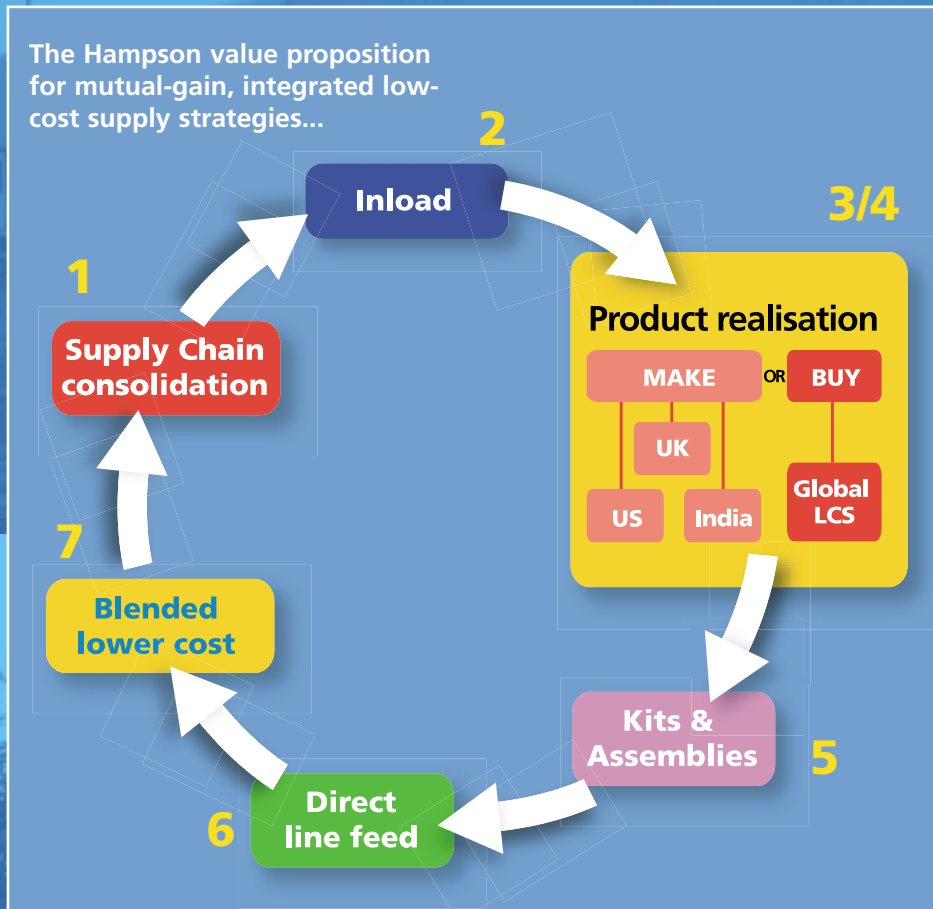 The Hampson value proposition
for mutual-gain, integrated low-
cost supply strategies...
1
Supply Chain
consolidation
2
Inload
3/4
Product realisation
MAKE
OR
BUY
UK
US
India
Global
LCS
Kits &
Assemblies
5
Direct
line feed
6
7
Blended
lower cost